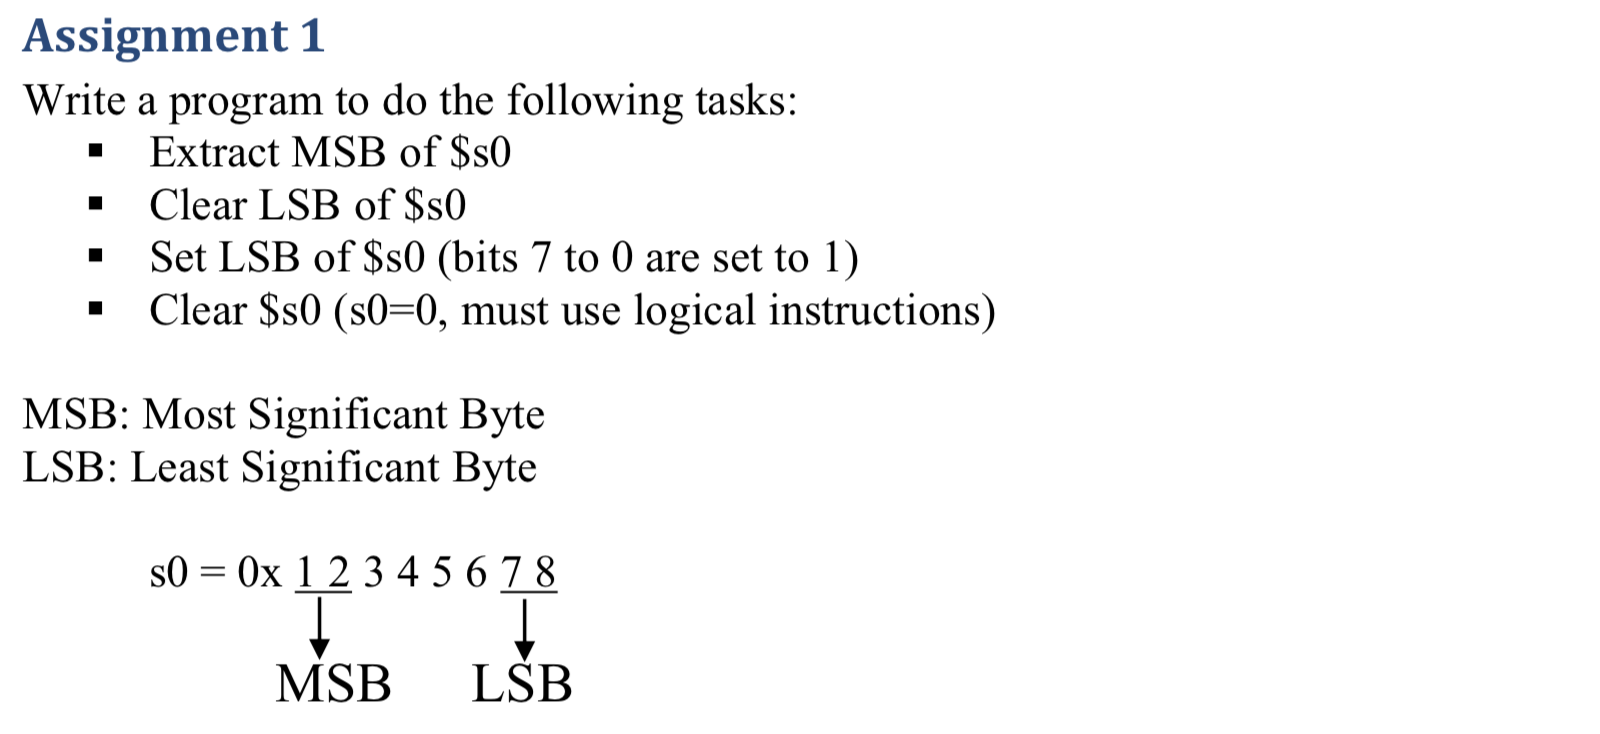 Assignment 1
Write a program to do the following tasks:
▪ Extract MSB of $s0
▪ Clear LSB of $s0
▪ Set LSB of $s0 (bits 7 to 0 are set to 1)
▪ Clear $s0 (s0=0, must use logical instructions)
MSB: Most Significant Byte
LSB: Least Significant Byte
s0 = 0x 1 2 3 4 5 6 7 8
MSB LSB